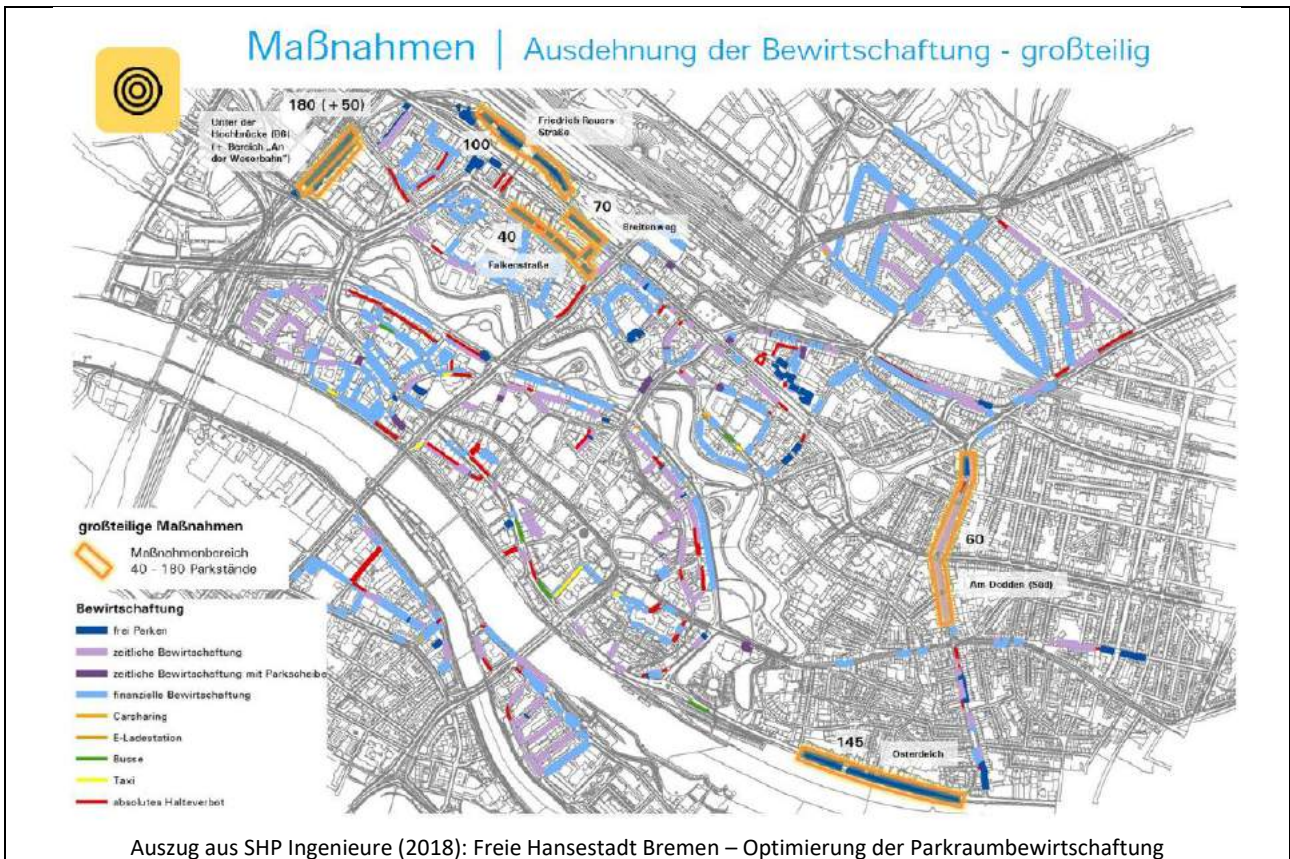 Maßnahmen | Ausdehnung der Bewirtschaftung - großteilig
180 (+ 50)
Unter der
Hochbrücke (B6)
(+ Bereich „An
der Weserbahn")
Friedrich Rauers
Straße
100
70
Breitenweg
40
Falkenstraße
60
Am Dobben (Süd)
145
Osterdeich
großteilige Maßnahmen
Maßnahmenbereich
40 - 180 Parkstände
Bewirtschaftung
frei Parken
zeitliche Bewirtschaftung
zeitliche Bewirtschaftung mit Parkscheibe
finanzielle Bewirtschaftung
Carsharing
E-Ladestation
Busse
Taxi
absolutes Halteverbot
Auszug aus SHP Ingenieure (2018): Freie Hansestadt Bremen – Optimierung der Parkraumbewirtschaftung